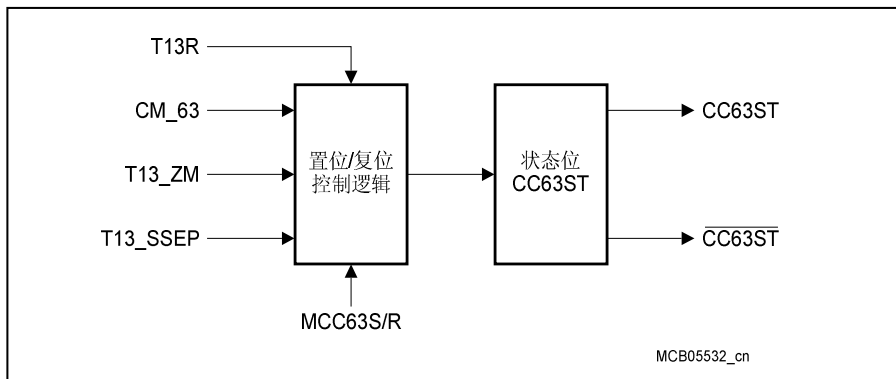 T13R
CM_63
T13_ZM
T13_SSEP
置位/复位
控制逻辑
MCC63S/R
状态位
CC63ST
CC63ST
CC63ST
MCB05532_cn